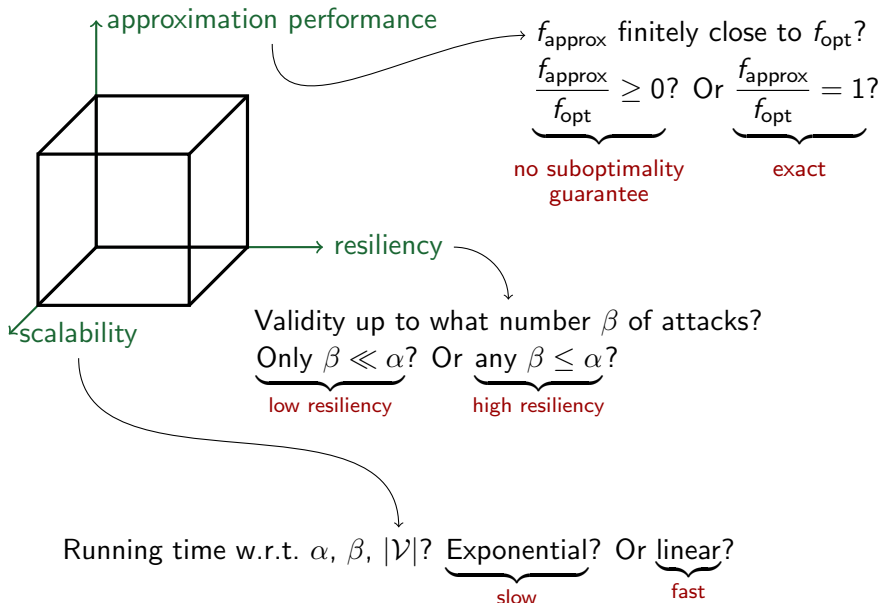 approximation performance
f_approx finitely close to f_opt?
f_approx / f_opt ≥ 0? Or f_approx / f_opt = 1?
no suboptimality guarantee
exact
resiliency
Validity up to what number β of attacks?
Only β ≪ α? Or any β ≤ α?
low resiliency
high resiliency
scalability
Running time w.r.t. α, β, |𝒱|? Exponential? Or linear?
slow
fast